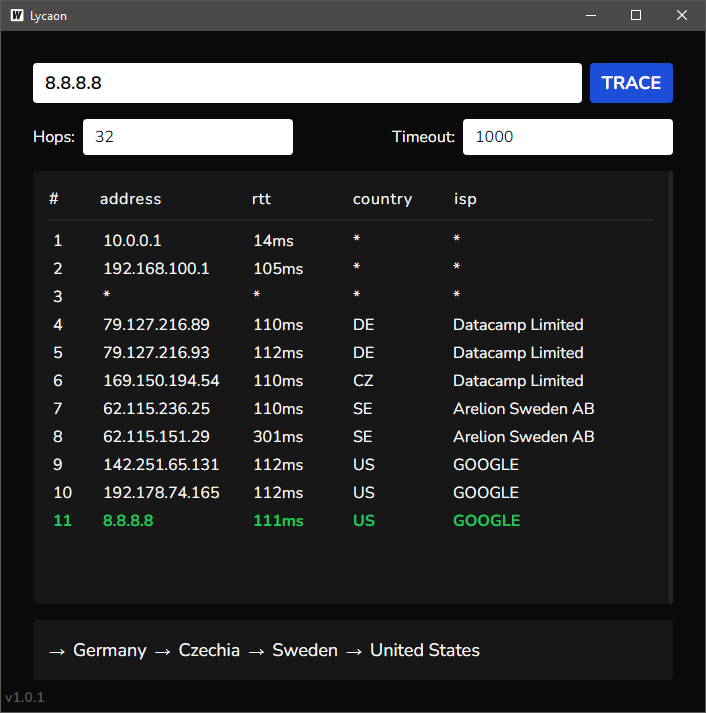 W Lycaon
8.8.8.8 TRACE
Hops: 32 Timeout: 1000
# address rtt country isp
1 10.0.0.1 14ms * *
2 192.168.100.1 105ms * *
3 * * * *
4 79.127.216.89 110ms DE Datacamp Limited
5 79.127.216.93 112ms DE Datacamp Limited
6 169.150.194.54 110ms CZ Datacamp Limited
7 62.115.236.25 110ms SE Arelion Sweden AB
8 62.115.151.29 301ms SE Arelion Sweden AB
9 142.251.65.131 112ms US GOOGLE
10 192.178.74.165 112ms US GOOGLE
11 8.8.8.8 111ms US GOOGLE
→ Germany → Czechia → Sweden → United States
v1.0.1